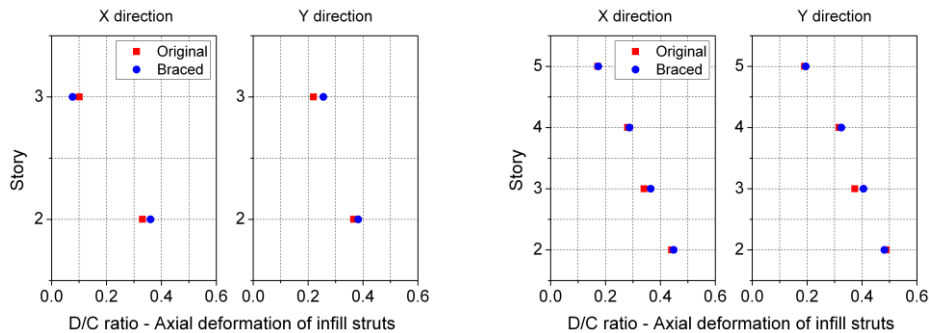 X direction
Y direction
Original
Braced
3
2
Story
0.0
0.2
0.4
0.6
0.0
0.2
0.4
0.6
3
2
D/C ratio - Axial deformation of infill struts
X direction
Y direction
Original
Braced
5
4
3
2
Story
0.0
0.2
0.4
0.6
5
4
3
2
0.0
0.2
0.4
0.6
D/C ratio - Axial deformation of infill struts